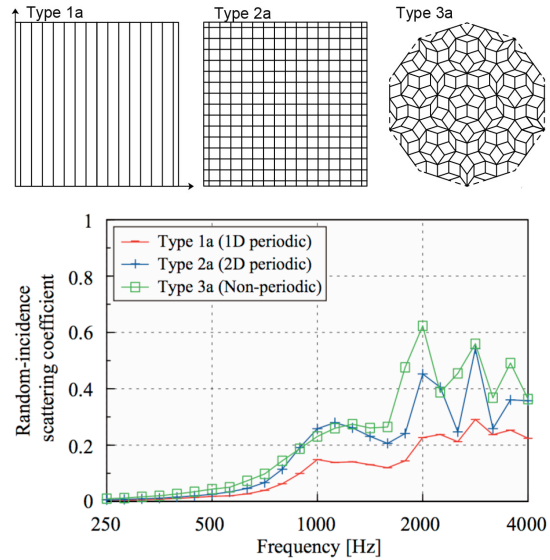 Type 1a
Type 2a
Type 3a
Type 1a (1D periodic)
Type 2a (2D periodic)
Type 3a (Non-periodic)
Random-incidence
scattering coefficient
1
0.8
0.6
0.4
0.2
0
250
500
1000
2000
4000
Frequency [Hz]